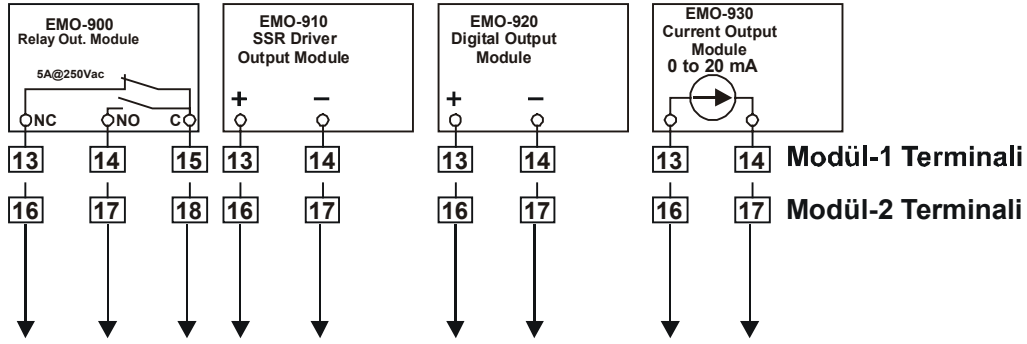 EMO-900
Relay Out. Module
5A@250Vac
NC NO C
EMO-910
SSR Driver
Output Module
+ −
EMO-920
Digital Output
Module
+ −
EMO-930
Current Output
Module
0 to 20 mA
13 14 15 13 14 13 14 13 14 Modül-1 Terminali
16 17 18 16 17 16 17 16 17 Modül-2 Terminali